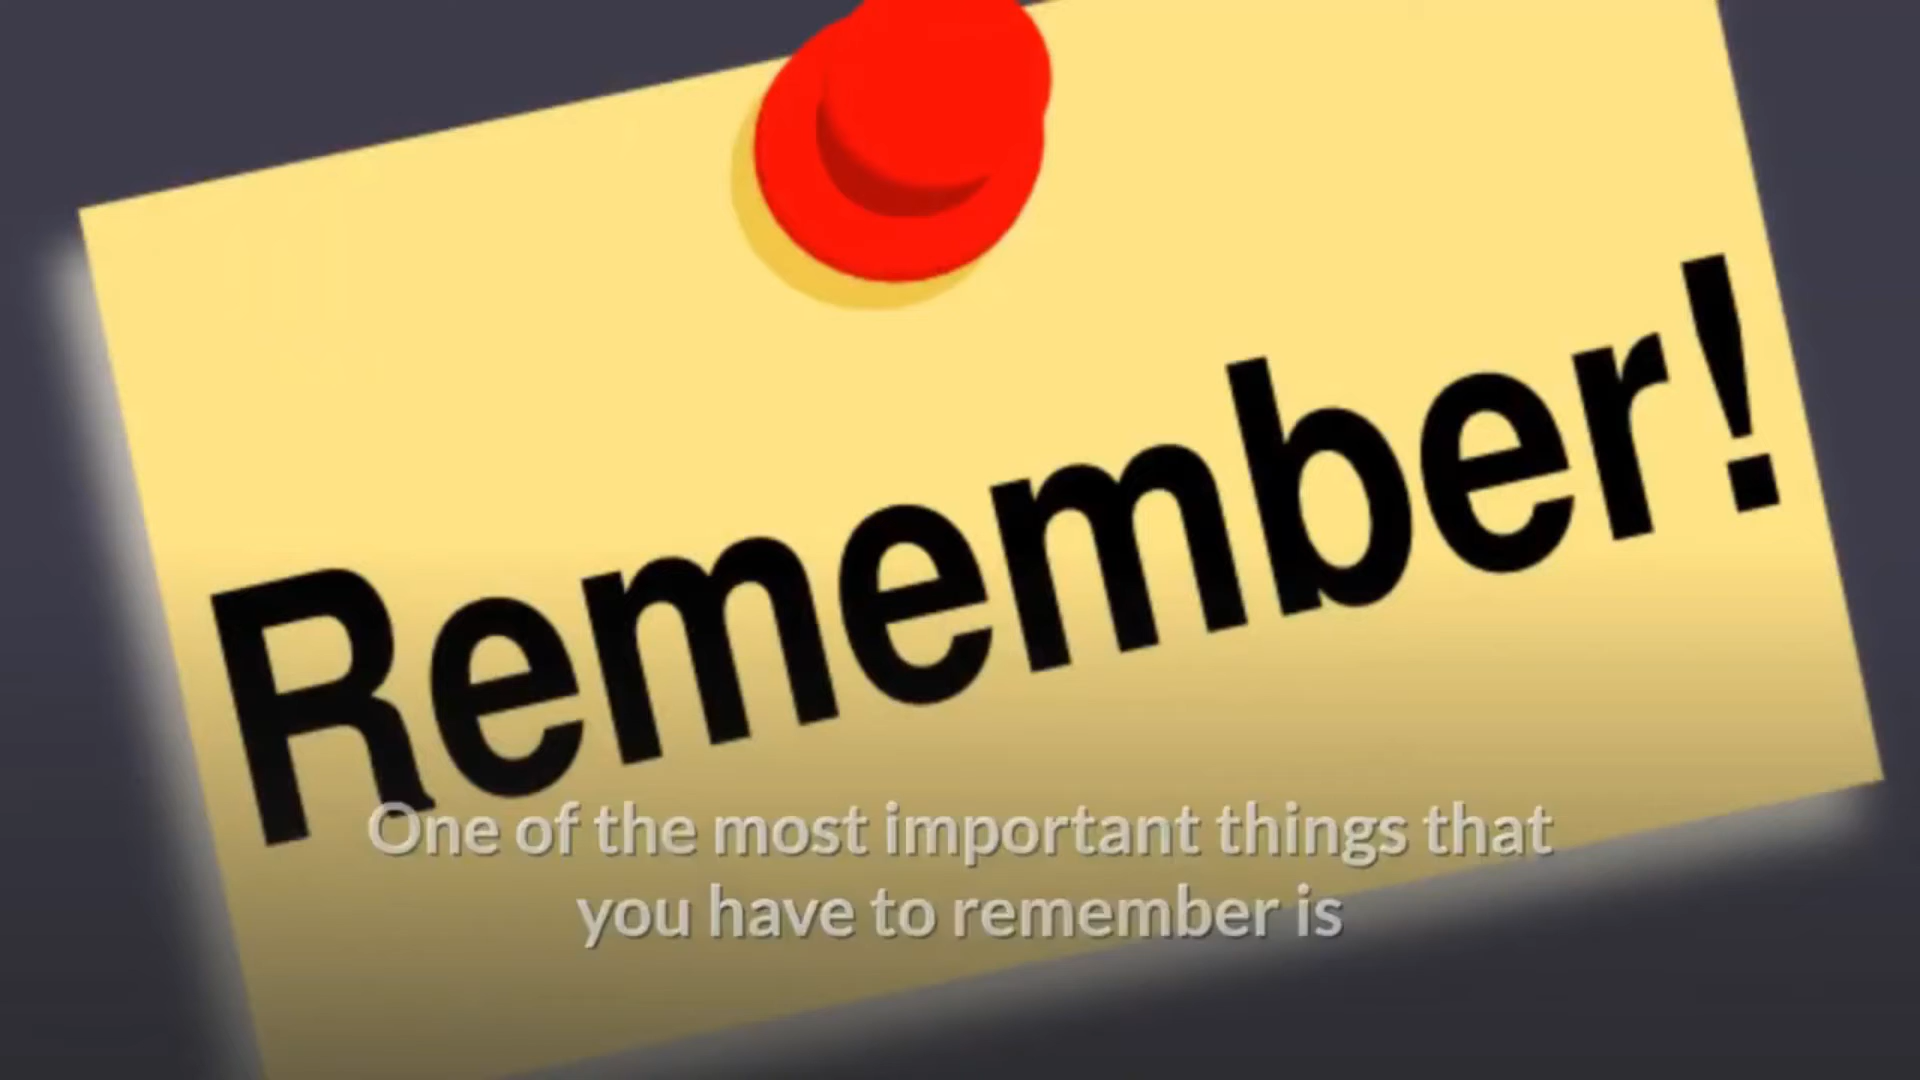 Remember!
One of the most important things that
you have to remember is